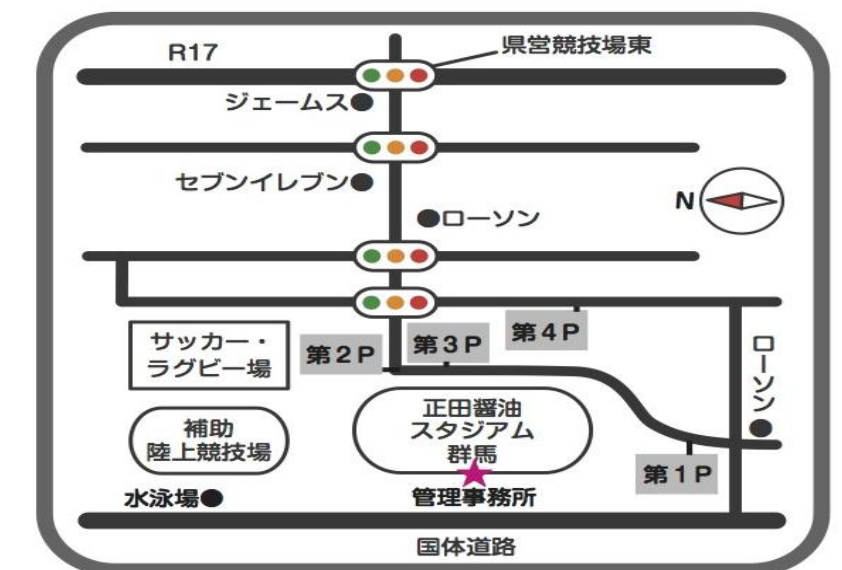 R17
県営競技場東
ジェームス
セブンイレブン
N
ローソン
サッカー・
ラグビー場
第2P
第3P
第4P
ローソン
補助
陸上競技場
正田醤油
スタジアム
群馬
第1P
水泳場
管理事務所
国体道路